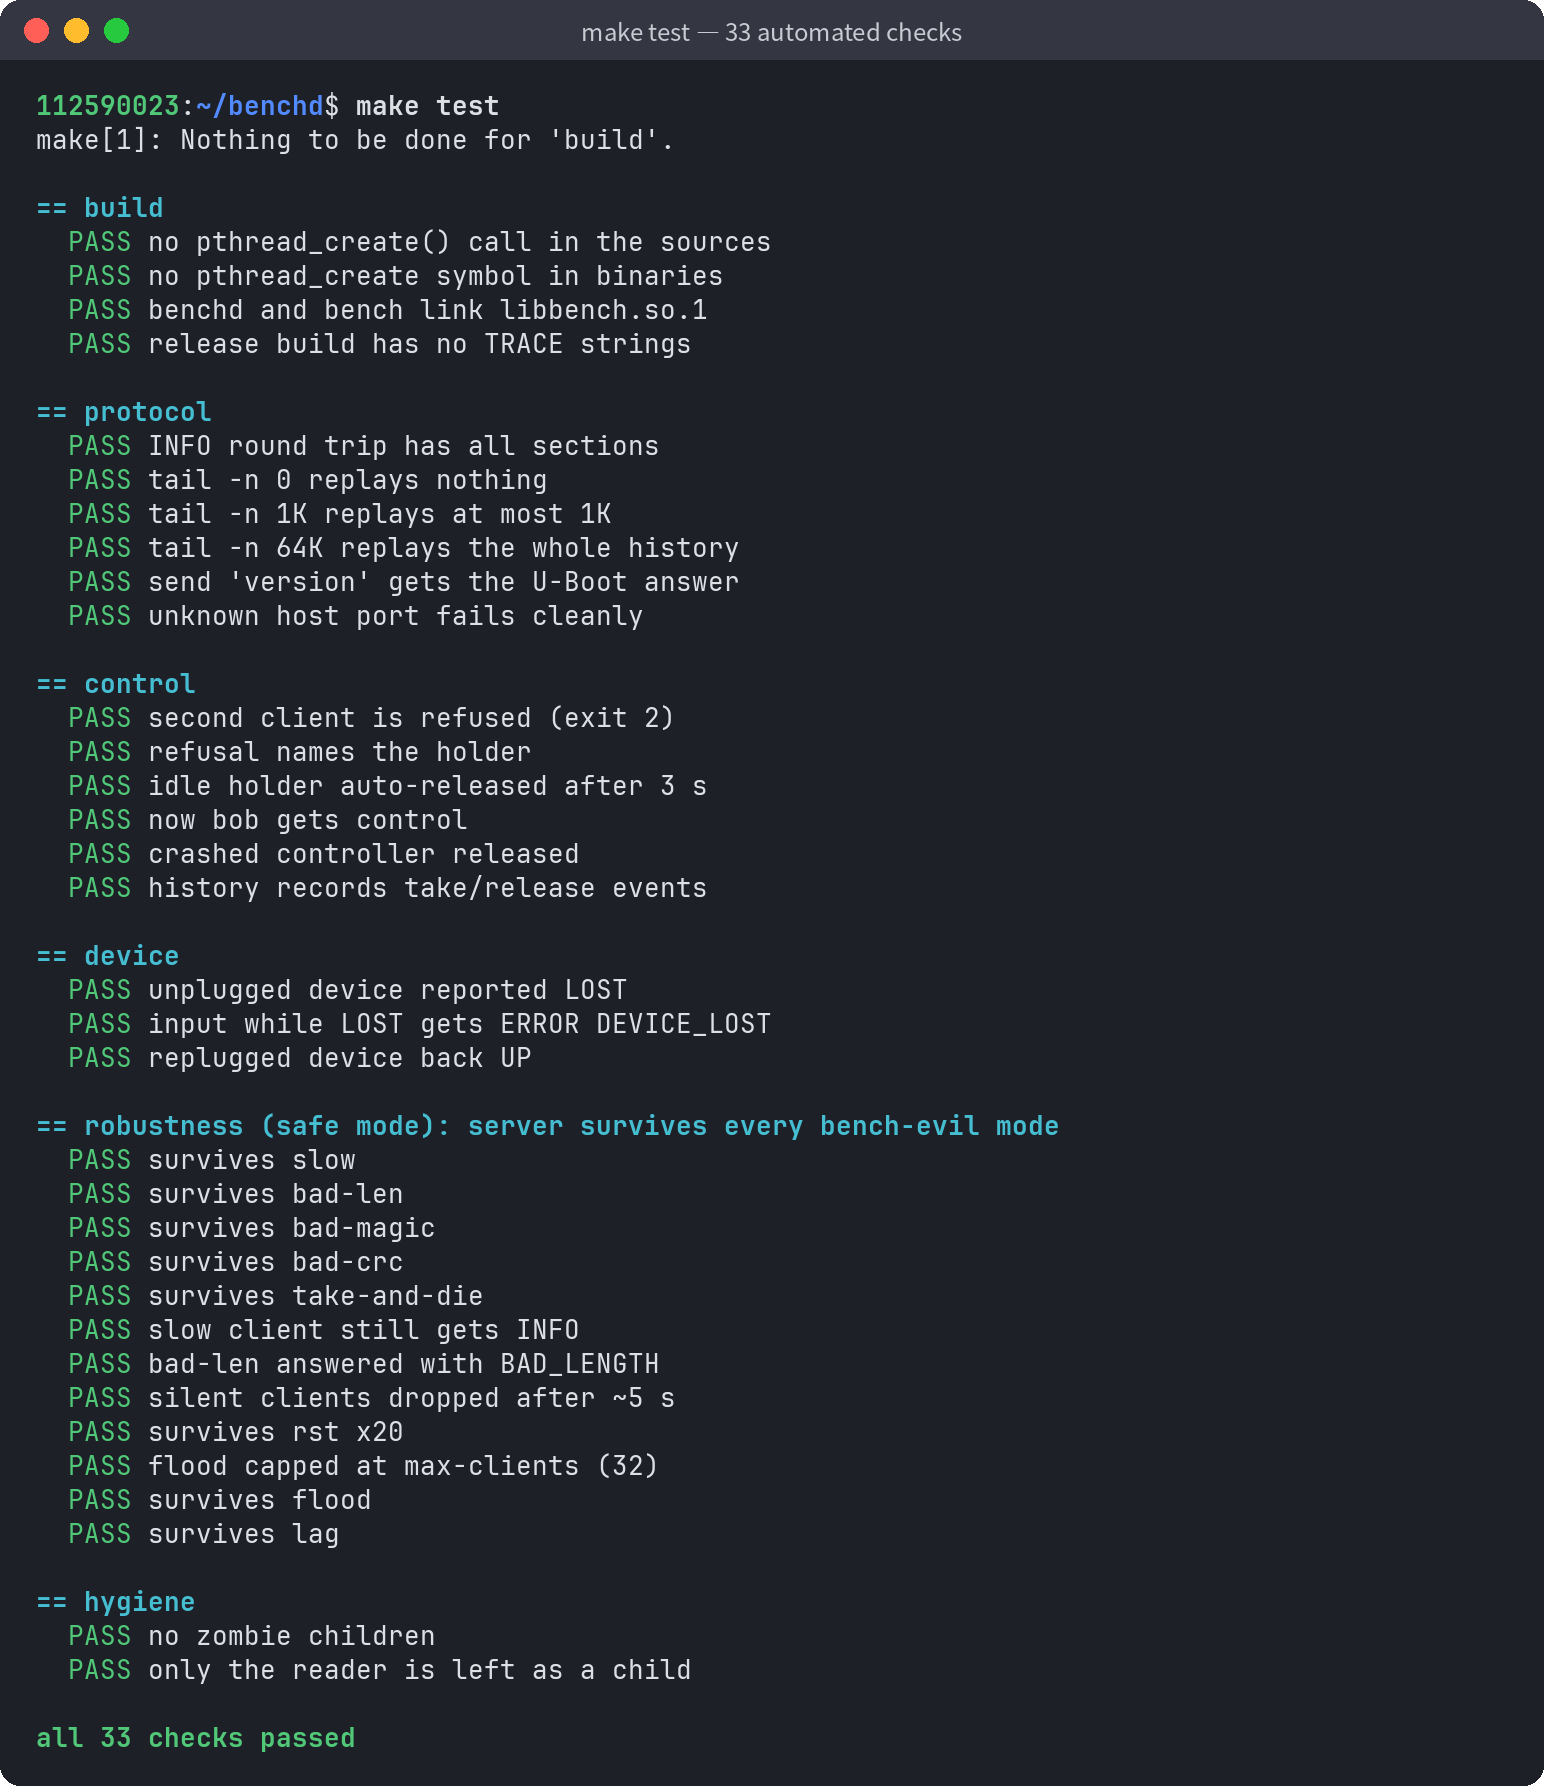 make test — 33 automated checks
112590023:~/benchd$ make test
make[1]: Nothing to be done for 'build'.
== build
PASS no pthread_create() call in the sources
PASS no pthread_create symbol in binaries
PASS benchd and bench link libbench.so.1
PASS release build has no TRACE strings
== protocol
PASS INFO round trip has all sections
PASS tail -n 0 replays nothing
PASS tail -n 1K replays at most 1K
PASS tail -n 64K replays the whole history
PASS send 'version' gets the U-Boot answer
PASS unknown host port fails cleanly
== control
PASS second client is refused (exit 2)
PASS refusal names the holder
PASS idle holder auto-released after 3 s
PASS now bob gets control
PASS crashed controller released
PASS history records take/release events
== device
PASS unplugged device reported LOST
PASS input while LOST gets ERROR DEVICE_LOST
PASS replugged device back UP
== robustness (safe mode): server survives every bench-evil mode
PASS survives slow
PASS survives bad-len
PASS survives bad-magic
PASS survives bad-crc
PASS survives take-and-die
PASS slow client still gets INFO
PASS bad-len answered with BAD_LENGTH
PASS silent clients dropped after ~5 s
PASS survives rst x20
PASS flood capped at max-clients (32)
PASS survives flood
PASS survives lag
== hygiene
PASS no zombie children
PASS only the reader is left as a child
all 33 checks passed